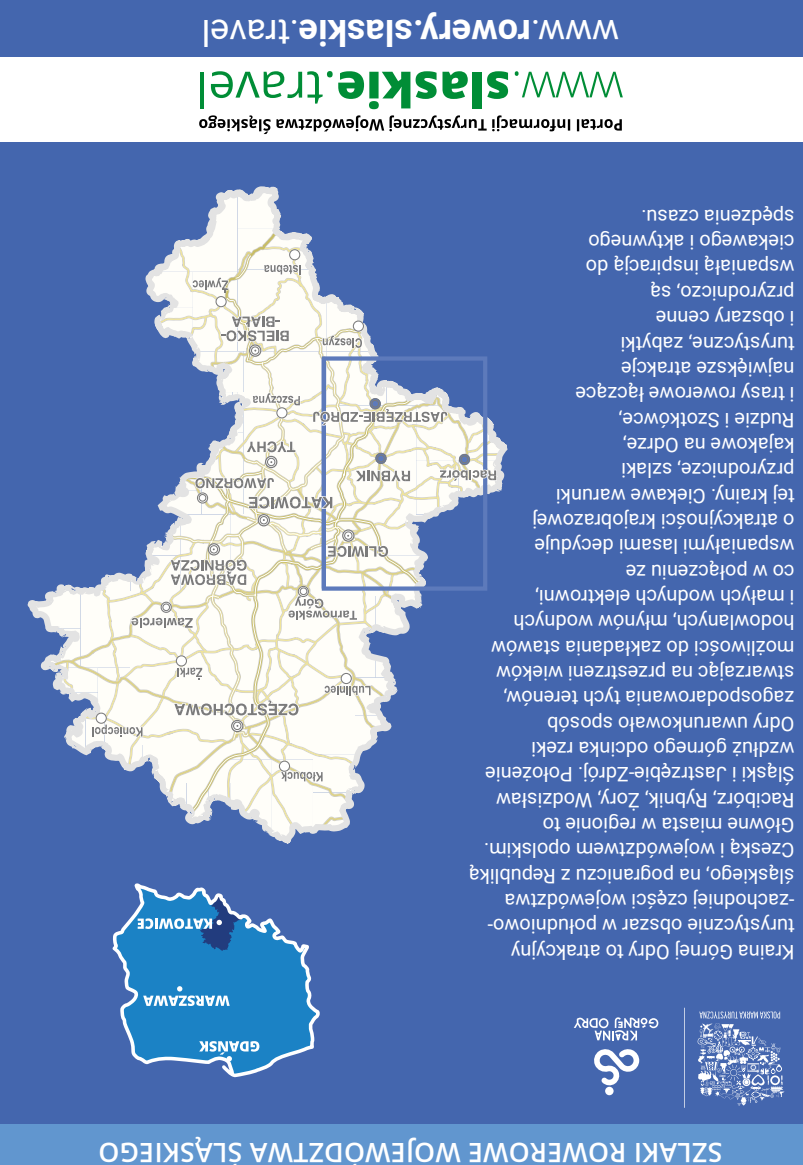 SZLAKI ROWEROWE WOJEWÓDZTWA ŚLĄSKIEGO
POLSKA MARKA TURYSTYCZNA
KRAINA
GÓRNEJ ODRY
Kraina Górnej Odry to atrakcyjny
turystycznie obszar w południowo-
-zachodniej części województwa
śląskiego, na pograniczu z Republiką
Czeską i województwem opolskim.
Główne miasta w regionie to
Racibórz, Rybnik, Żory, Wodzisław
Śląski i Jastrzębie-Zdrój. Położenie
wzdłuż górnego odcinka rzeki
Odry uwarunkowało sposób
zagospodarowania tych terenów,
stwarzając na przestrzeni wieków
możliwości do zakładania stawów
hodowlanych, młynów wodnych
i małych wodnych elektrowni,
co w połączeniu ze
wspaniałymi lasami decyduje
o atrakcyjności krajobrazowej
tej krainy. Ciekawe warunki
przyrodnicze, szlaki
kajakowe na Odrze,
Rudzie i Szotkówce,
i trasy rowerowe łączące
największe atrakcje
turystyczne, zabytki
i obszary cenne
przyrodniczo, są
wspaniałą inspiracją do
ciekawego i aktywnego
spędzenia czasu.
GDAŃSK
WARSZAWA
KATOWICE
Kłobuck
Koniecpol
CZĘSTOCHOWA
Lubliniec
Żarki
Tarnowskie
Góry
Zawiercie
DĄBROWA
GÓRNICZA
GLIWICE
KATOWICE
JAWORZNO
Racibórz
RYBNIK
TYCHY
JASTRZĘBIE-ZDRÓJ
Pszczyna
Cieszyn
BIELSKO-
-BIAŁA
Żywiec
Istebna
Portal Informacji Turystycznej Województwa Śląskiego
www.slaskie.travel
www.rowery.slaskie.travel